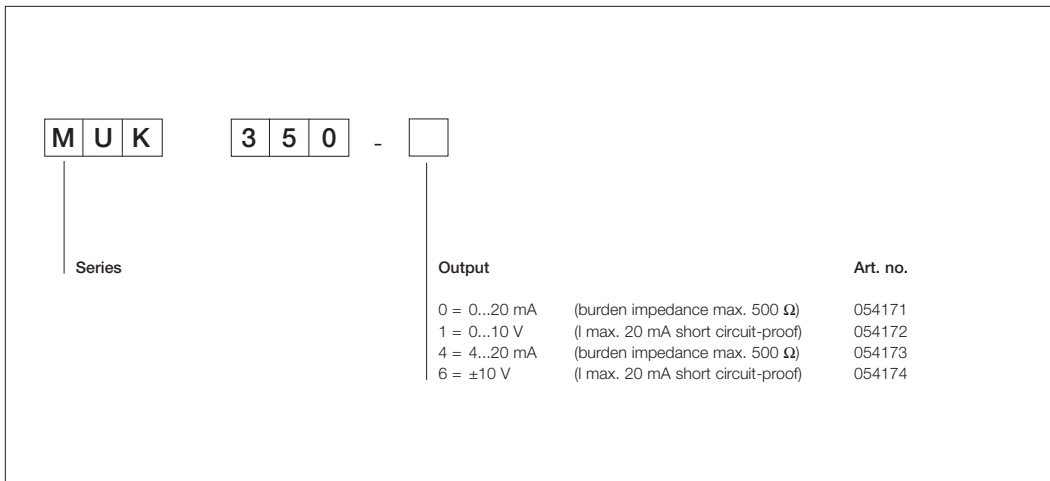 M U K 3 5 0 -
Series
Output Art. no.
0 = 0...20 mA (burden impedance max. 500 Ω) 054171
1 = 0...10 V (I max. 20 mA short circuit-proof) 054172
4 = 4...20 mA (burden impedance max. 500 Ω) 054173
6 = ±10 V (I max. 20 mA short circuit-proof) 054174